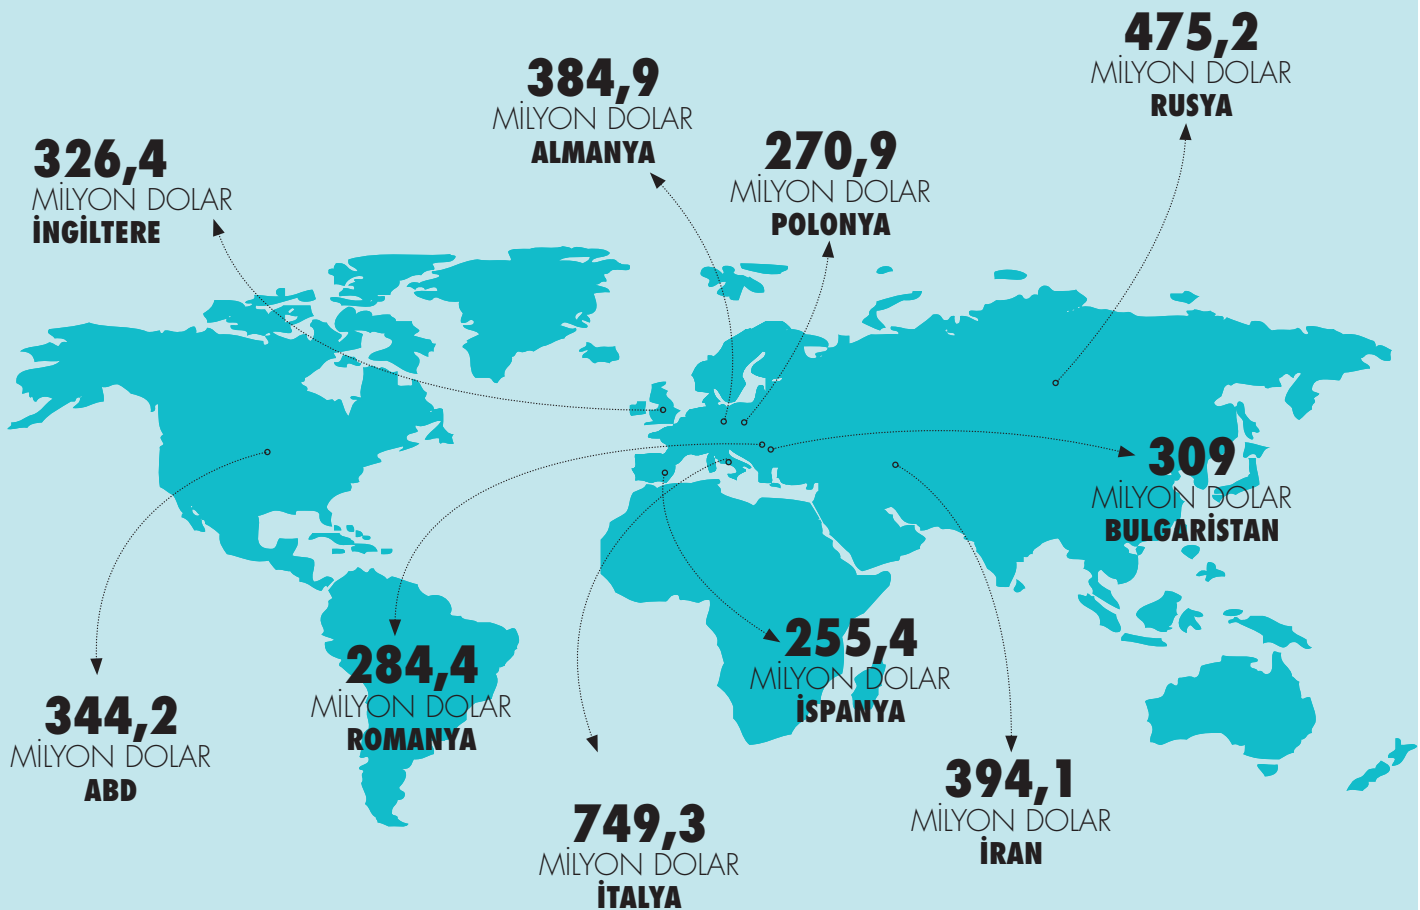 475,2
MİLYON DOLAR
RUSYA
384,9
MİLYON DOLAR
ALMANYA
270,9
MİLYON DOLAR
POLONYA
326,4
MİLYON DOLAR
İNGİLTERE
309
MİLYON DOLAR
BULGARİSTAN
255,4
MİLYON DOLAR
İSPANYA
284,4
MİLYON DOLAR
ROMANYA
344,2
MİLYON DOLAR
ABD
394,1
MİLYON DOLAR
İRAN
749,3
MİLYON DOLAR
İTALYA